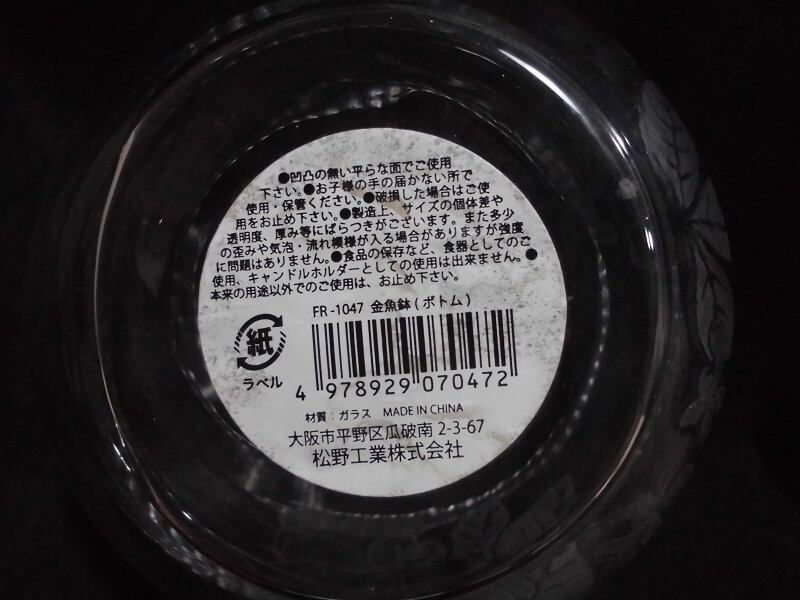 ●凹凸の無い平らな面でご使用
下さい。●お子様の手の届かない所で
使用・保管ください。●破損した場合はご使
用をお止め下さい。●製造上、サイズの個体差や
透明度、厚み等にばらつきがございます。また多少
の歪みや気泡・流れ模様が入る場合がありますが強度
に問題はありません。●食品の保存など、食器としてのご
使用、キャンドルホルダーとしての使用は出来ません。●
本来の用途以外でのご使用は、お止め下さい。
FR-1047 金魚鉢(ボトム)
紙
ラベル
4 978929 070472
材質：ガラス MADE IN CHINA
大阪市平野区瓜破南 2-3-67
松野工業株式会社